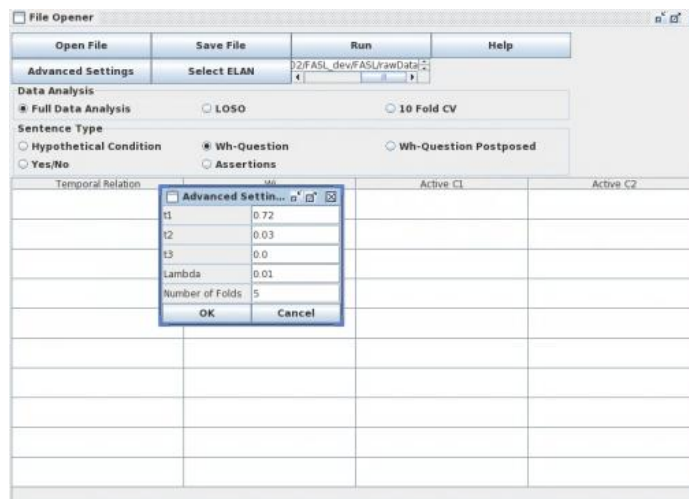 File Opener
Open File Save File Run Help
Advanced Settings Select ELAN 02/FASL_dev/FASL/rawData
Data Analysis
Full Data Analysis LOSO 10 Fold CV
Sentence Type
Hypothetical Condition Wh-Question Wh-Question Postposed
Yes/No Assertions
Temporal Relation Active C1 Active C2
Advanced Settin...
t1 0.72
t2 0.03
t3 0.0
Lambda 0.01
Number of Folds 5
OK Cancel